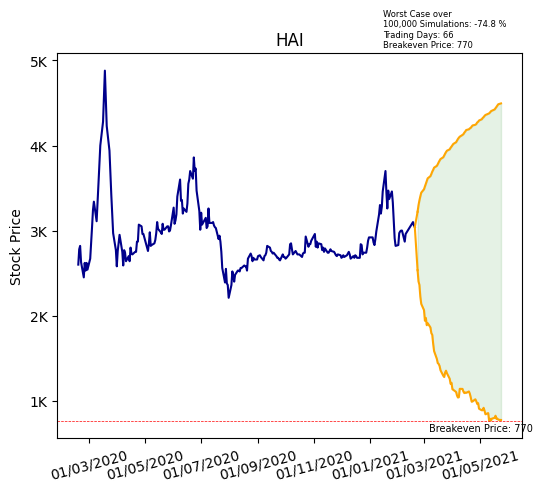 Worst Case over
100,000 Simulations: -74.8 %
Trading Days: 66
Breakeven Price: 770
HAI
5K
4K
3K
2K
1K
Stock Price
Breakeven Price: 770
01/03/2020
01/05/2020
01/07/2020
01/09/2020
01/11/2020
01/01/2021
01/03/2021
01/05/2021